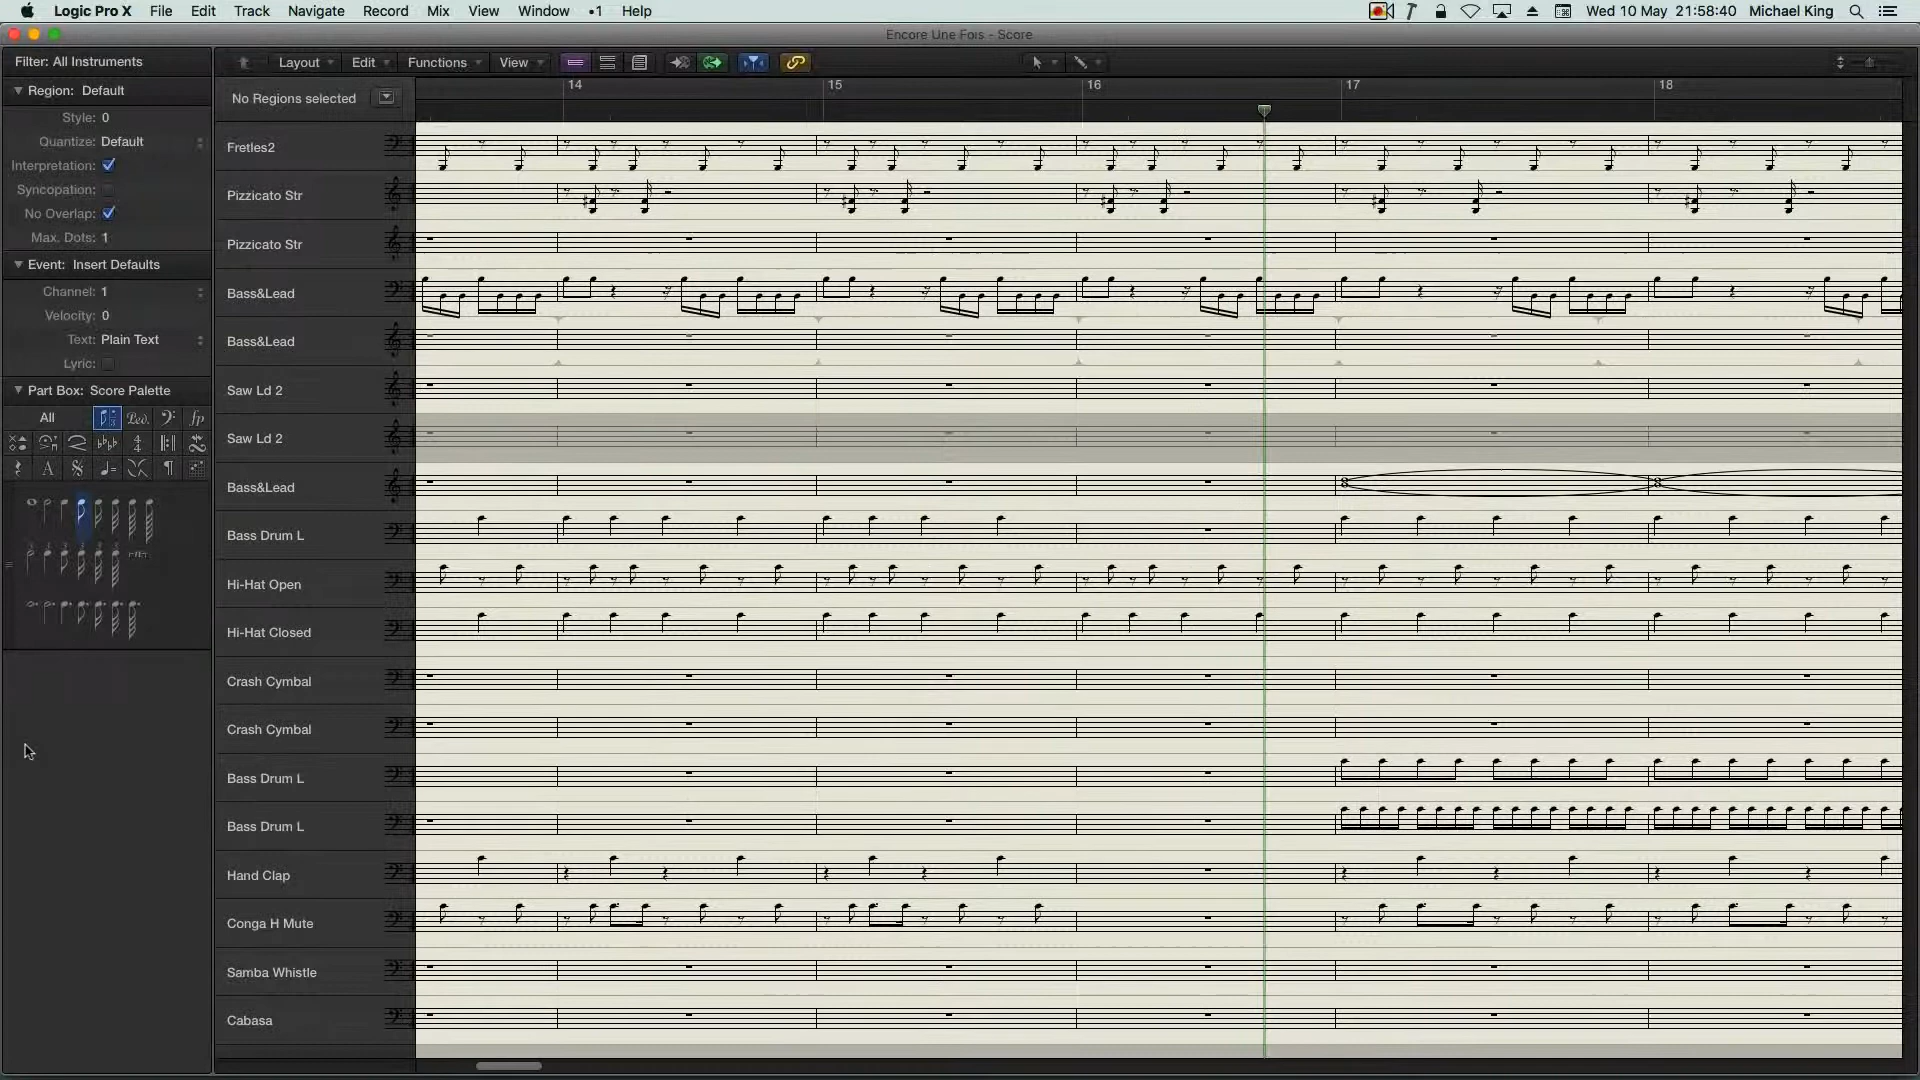 Logic Pro X File Edit Track Navigate Record Mix View Window •1 Help Wed 10 May 21:58:40 Michael King
Encore Une Fois - Score
Filter: All Instruments
Layout Edit Functions View
Region: Default
Style: 0
Quantize: Default
Interpretation:
Syncopation:
No Overlap:
Max. Dots: 1
Event: Insert Defaults
Channel: 1
Velocity: 0
Text: Plain Text
Lyric:
Part Box: Score Palette
All
No Regions selected
14 15 16 17 18
Fretles2
Pizzicato Str
Pizzicato Str
Bass&Lead
Bass&Lead
Saw Ld 2
Saw Ld 2
Bass&Lead
Bass Drum L
Hi-Hat Open
Hi-Hat Closed
Crash Cymbal
Crash Cymbal
Bass Drum L
Bass Drum L
Hand Clap
Conga H Mute
Samba Whistle
Cabasa